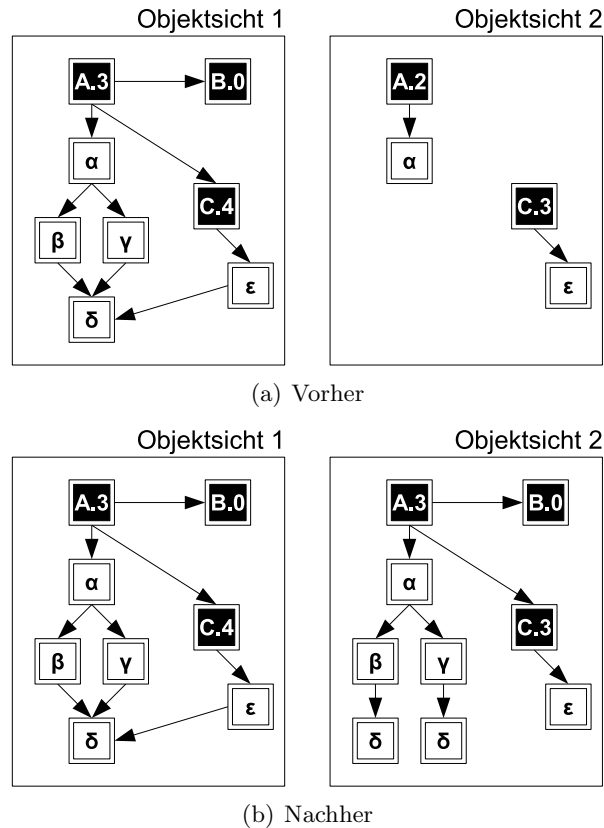 Objektsicht 1 Objektsicht 2
A.3 B.0 A.2
α α
C.4 C.3
β γ
ε ε
δ
(a) Vorher
Objektsicht 1 Objektsicht 2
A.3 B.0 A.3 B.0
α α
C.4 C.3
β γ β γ
ε ε
δ δ δ
(b) Nachher